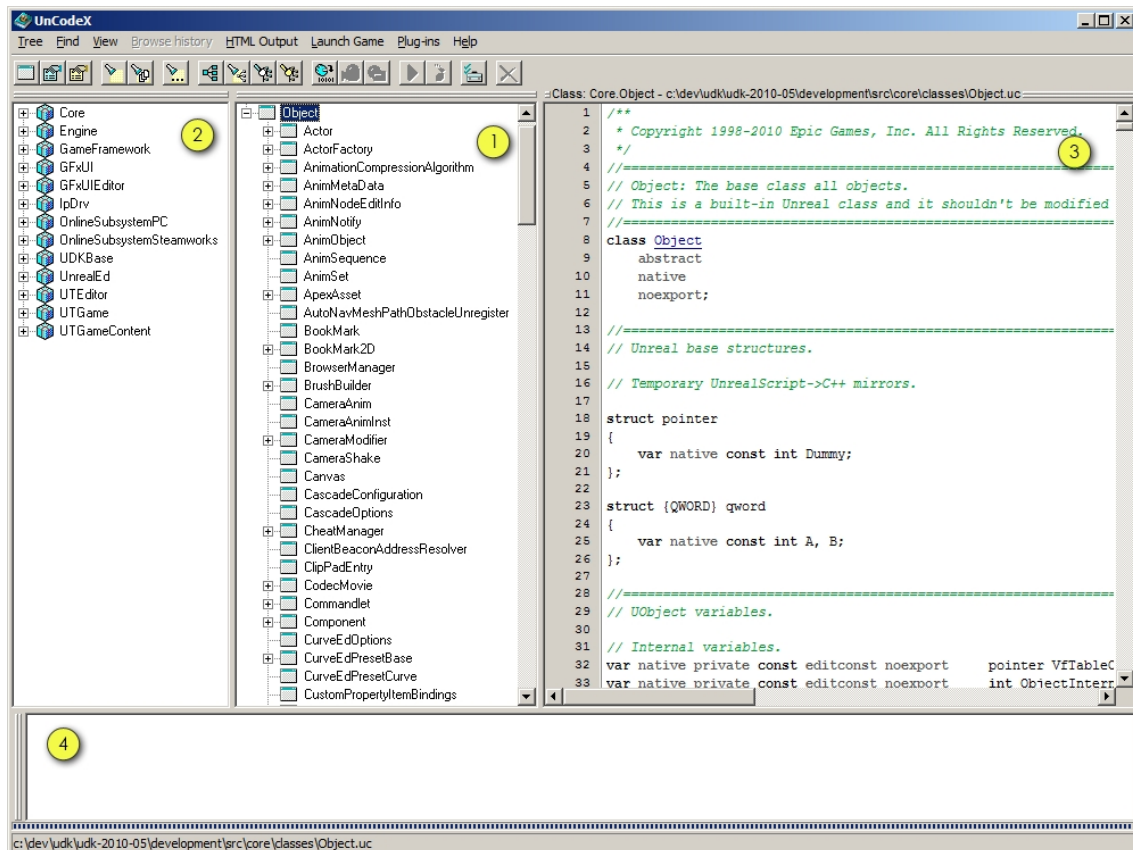 UnCodeX
Tree Find View Browse history HTML Output Launch Game Plug-ins Help
Core
Engine
GameFramework
GFxUI
GFxUIEditor
IpDrv
OnlineSubsystemPC
OnlineSubsystemSteamworks
UDKBase
UnrealEd
UTEditor
UTGame
UTGameContent
2
Object
Actor
ActorFactory
AnimationCompressionAlgorithm
AnimMetaData
AnimNodeEditInfo
AnimNotify
AnimObject
AnimSequence
AnimSet
ApexAsset
AutoNavMeshPathObstacleUnregister
BookMark
BookMark2D
BrowserManager
BrushBuilder
CameraAnim
CameraAnimInst
CameraModifier
CameraShake
Canvas
CascadeConfiguration
CascadeOptions
CheatManager
ClientBeaconAddressResolver
ClipPadEntry
CodecMovie
Commandlet
Component
CurveEdOptions
CurveEdPresetBase
CurveEdPresetCurve
CustomPropertyItemBindings
1
Class: Core.Object - c:\dev\udk\udk-2010-05\development\src\core\classes\Object.uc
1 /**
2 * Copyright 1998-2010 Epic Games, Inc. All Rights Reserved.
3 */
4 //=============================================================
5 // Object: The base class all objects.
6 // This is a built-in Unreal class and it shouldn't be modified
7 //=============================================================
8 class Object
9 abstract
10 native
11 noexport;
12
13 //=============================================================
14 // Unreal base structures.
15
16 // Temporary UnrealScript->C++ mirrors.
17
18 struct pointer
19 {
20 var native const int Dummy;
21 };
22
23 struct {QWORD} qword
24 {
25 var native const int A, B;
26 };
27
28 //=============================================================
29 // UObject variables.
30
31 // Internal variables.
32 var native private const editconst noexport pointer VfTableO
33 var native private const editconst noexport int ObjectIntern
3
4
c:\dev\udk\udk-2010-05\development\src\core\classes\Object.uc